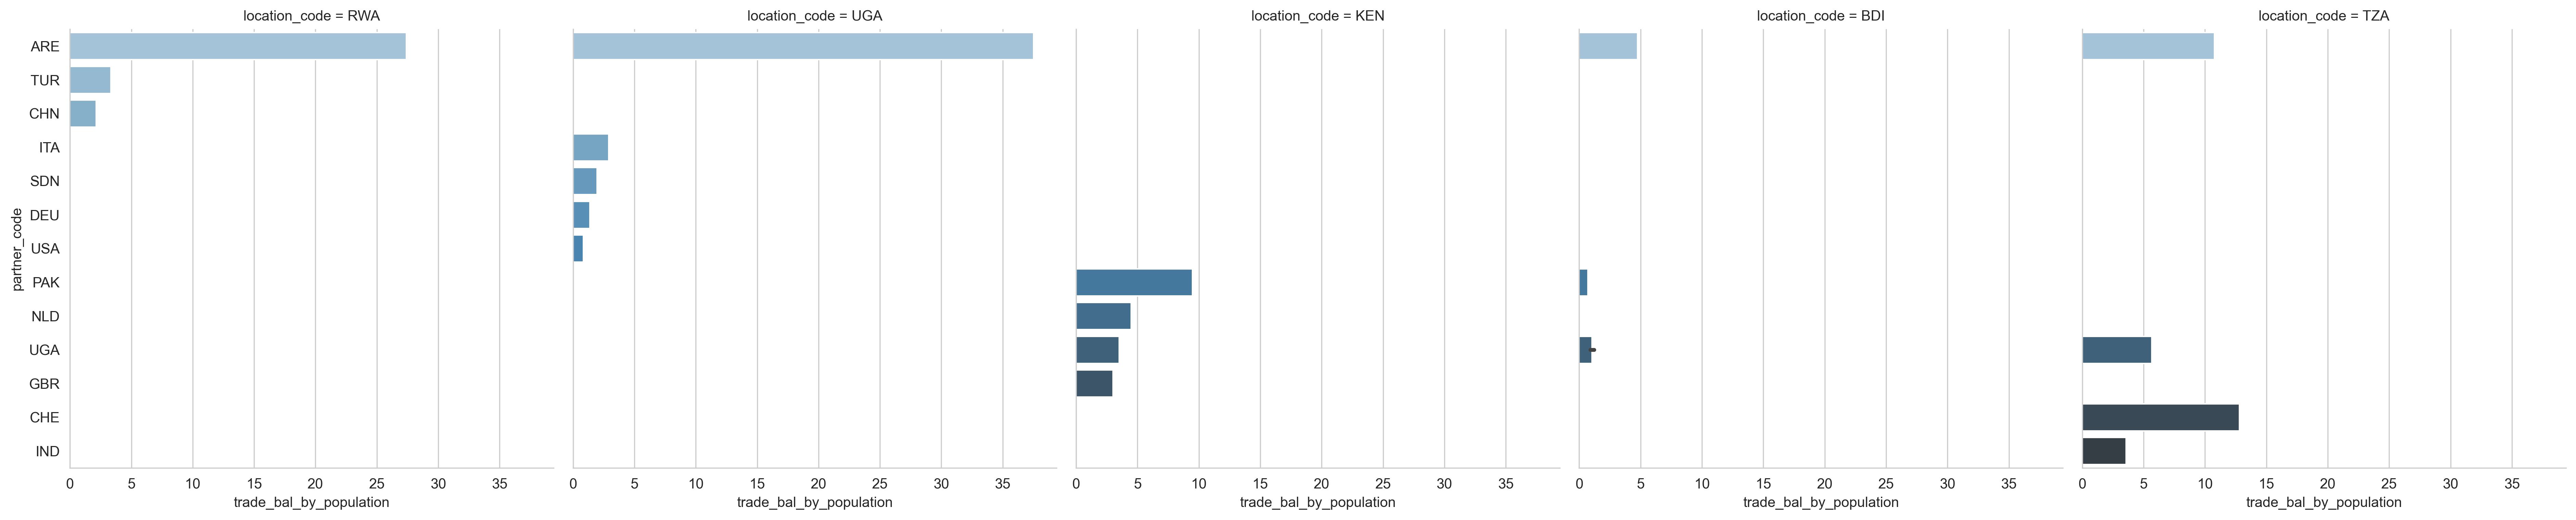 location_code = RWA
location_code = UGA
location_code = KEN
location_code = BDI
location_code = TZA
partner_code
ARE
TUR
CHN
ITA
SDN
DEU
USA
PAK
NLD
UGA
GBR
CHE
IND
0 5 10 15 20 25 30 35
0 5 10 15 20 25 30 35
0 5 10 15 20 25 30 35
0 5 10 15 20 25 30 35
0 5 10 15 20 25 30 35
trade_bal_by_population
trade_bal_by_population
trade_bal_by_population
trade_bal_by_population
trade_bal_by_population